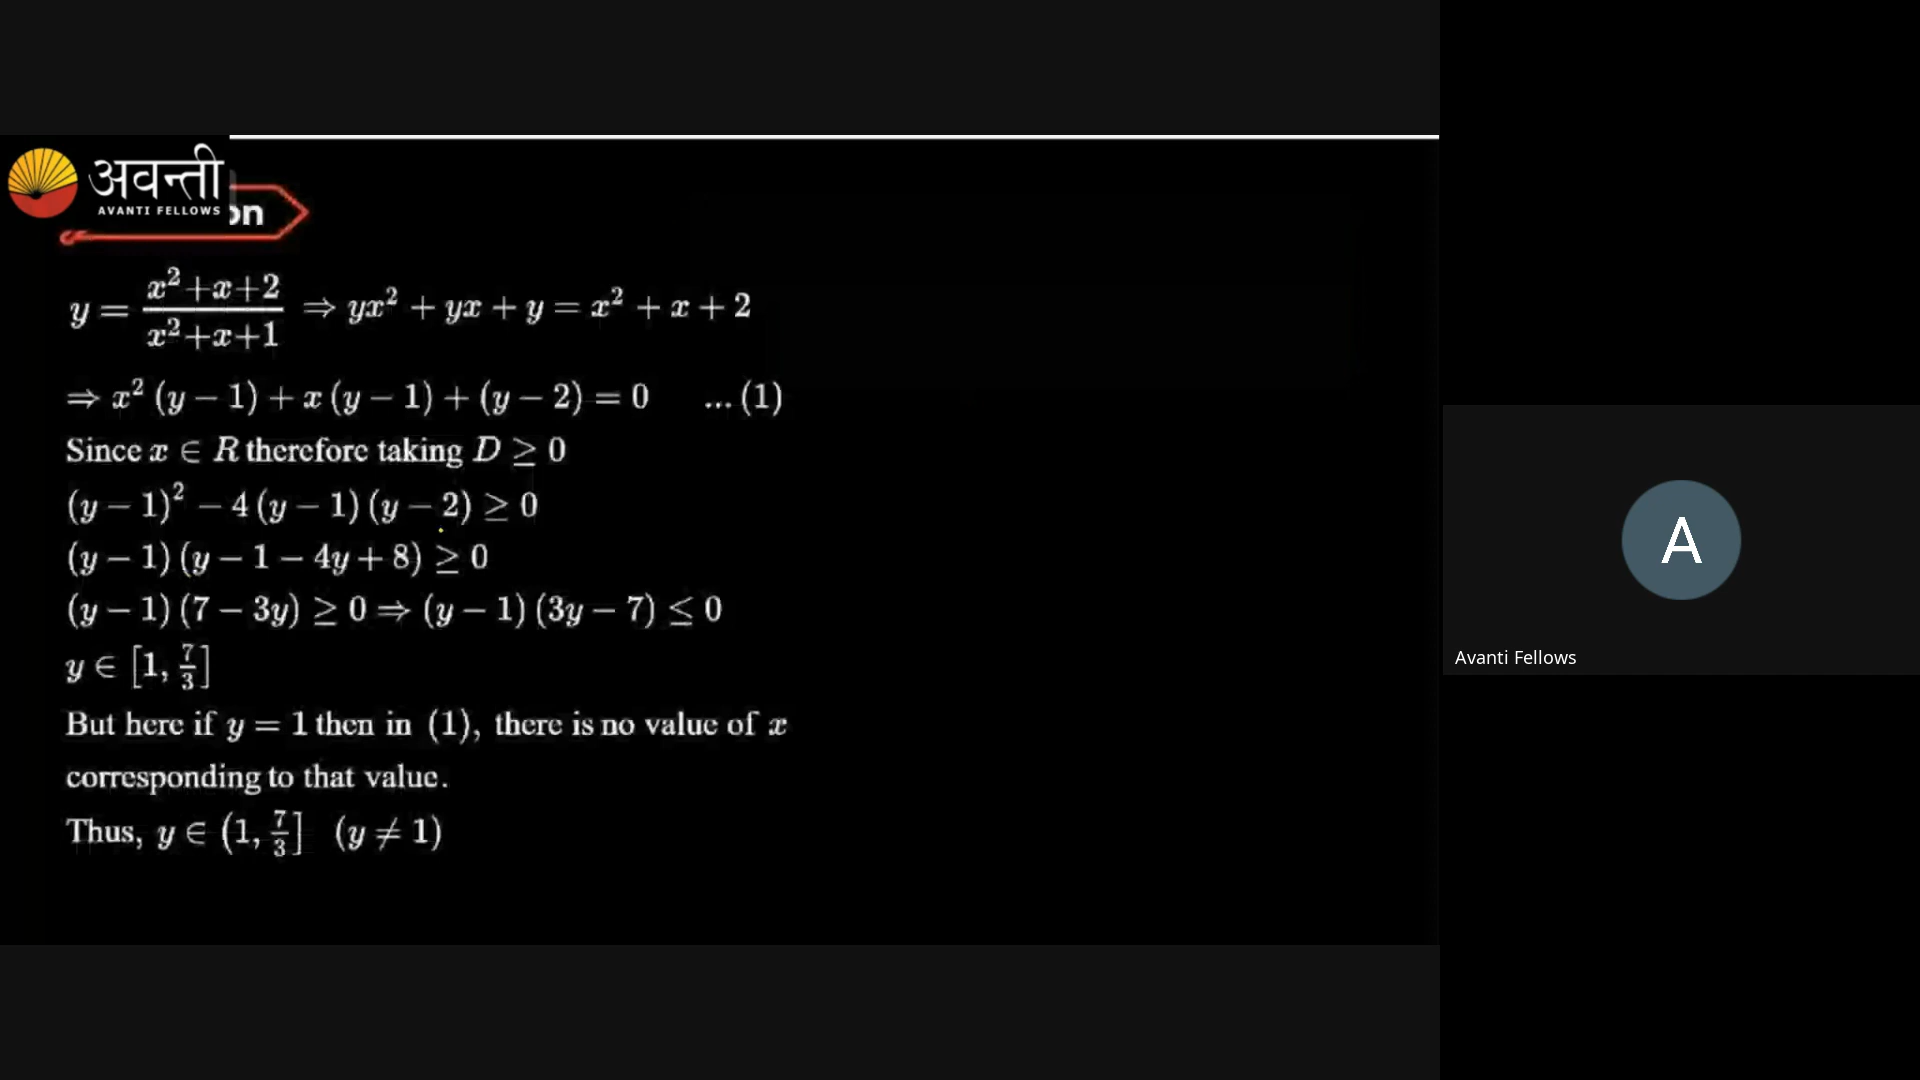 अवन्ती
AVANTI FELLOWS
on
y = \frac{x^2+x+2}{x^2+x+1} ⇒ yx² + yx + y = x² + x + 2
⇒ x² (y − 1) + x (y − 1) + (y − 2) = 0 ... (1)
Since x ∈ R therefore taking D ≥ 0
(y − 1)² − 4 (y − 1) (y − 2) ≥ 0
(y − 1) (y − 1 − 4y + 8) ≥ 0
(y − 1) (7 − 3y) ≥ 0 ⇒ (y − 1) (3y − 7) ≤ 0
y ∈ [1, 7/3]
But here if y = 1 then in (1), there is no value of x
corresponding to that value.
Thus, y ∈ (1, 7/3] (y ≠ 1)
A
Avanti Fellows